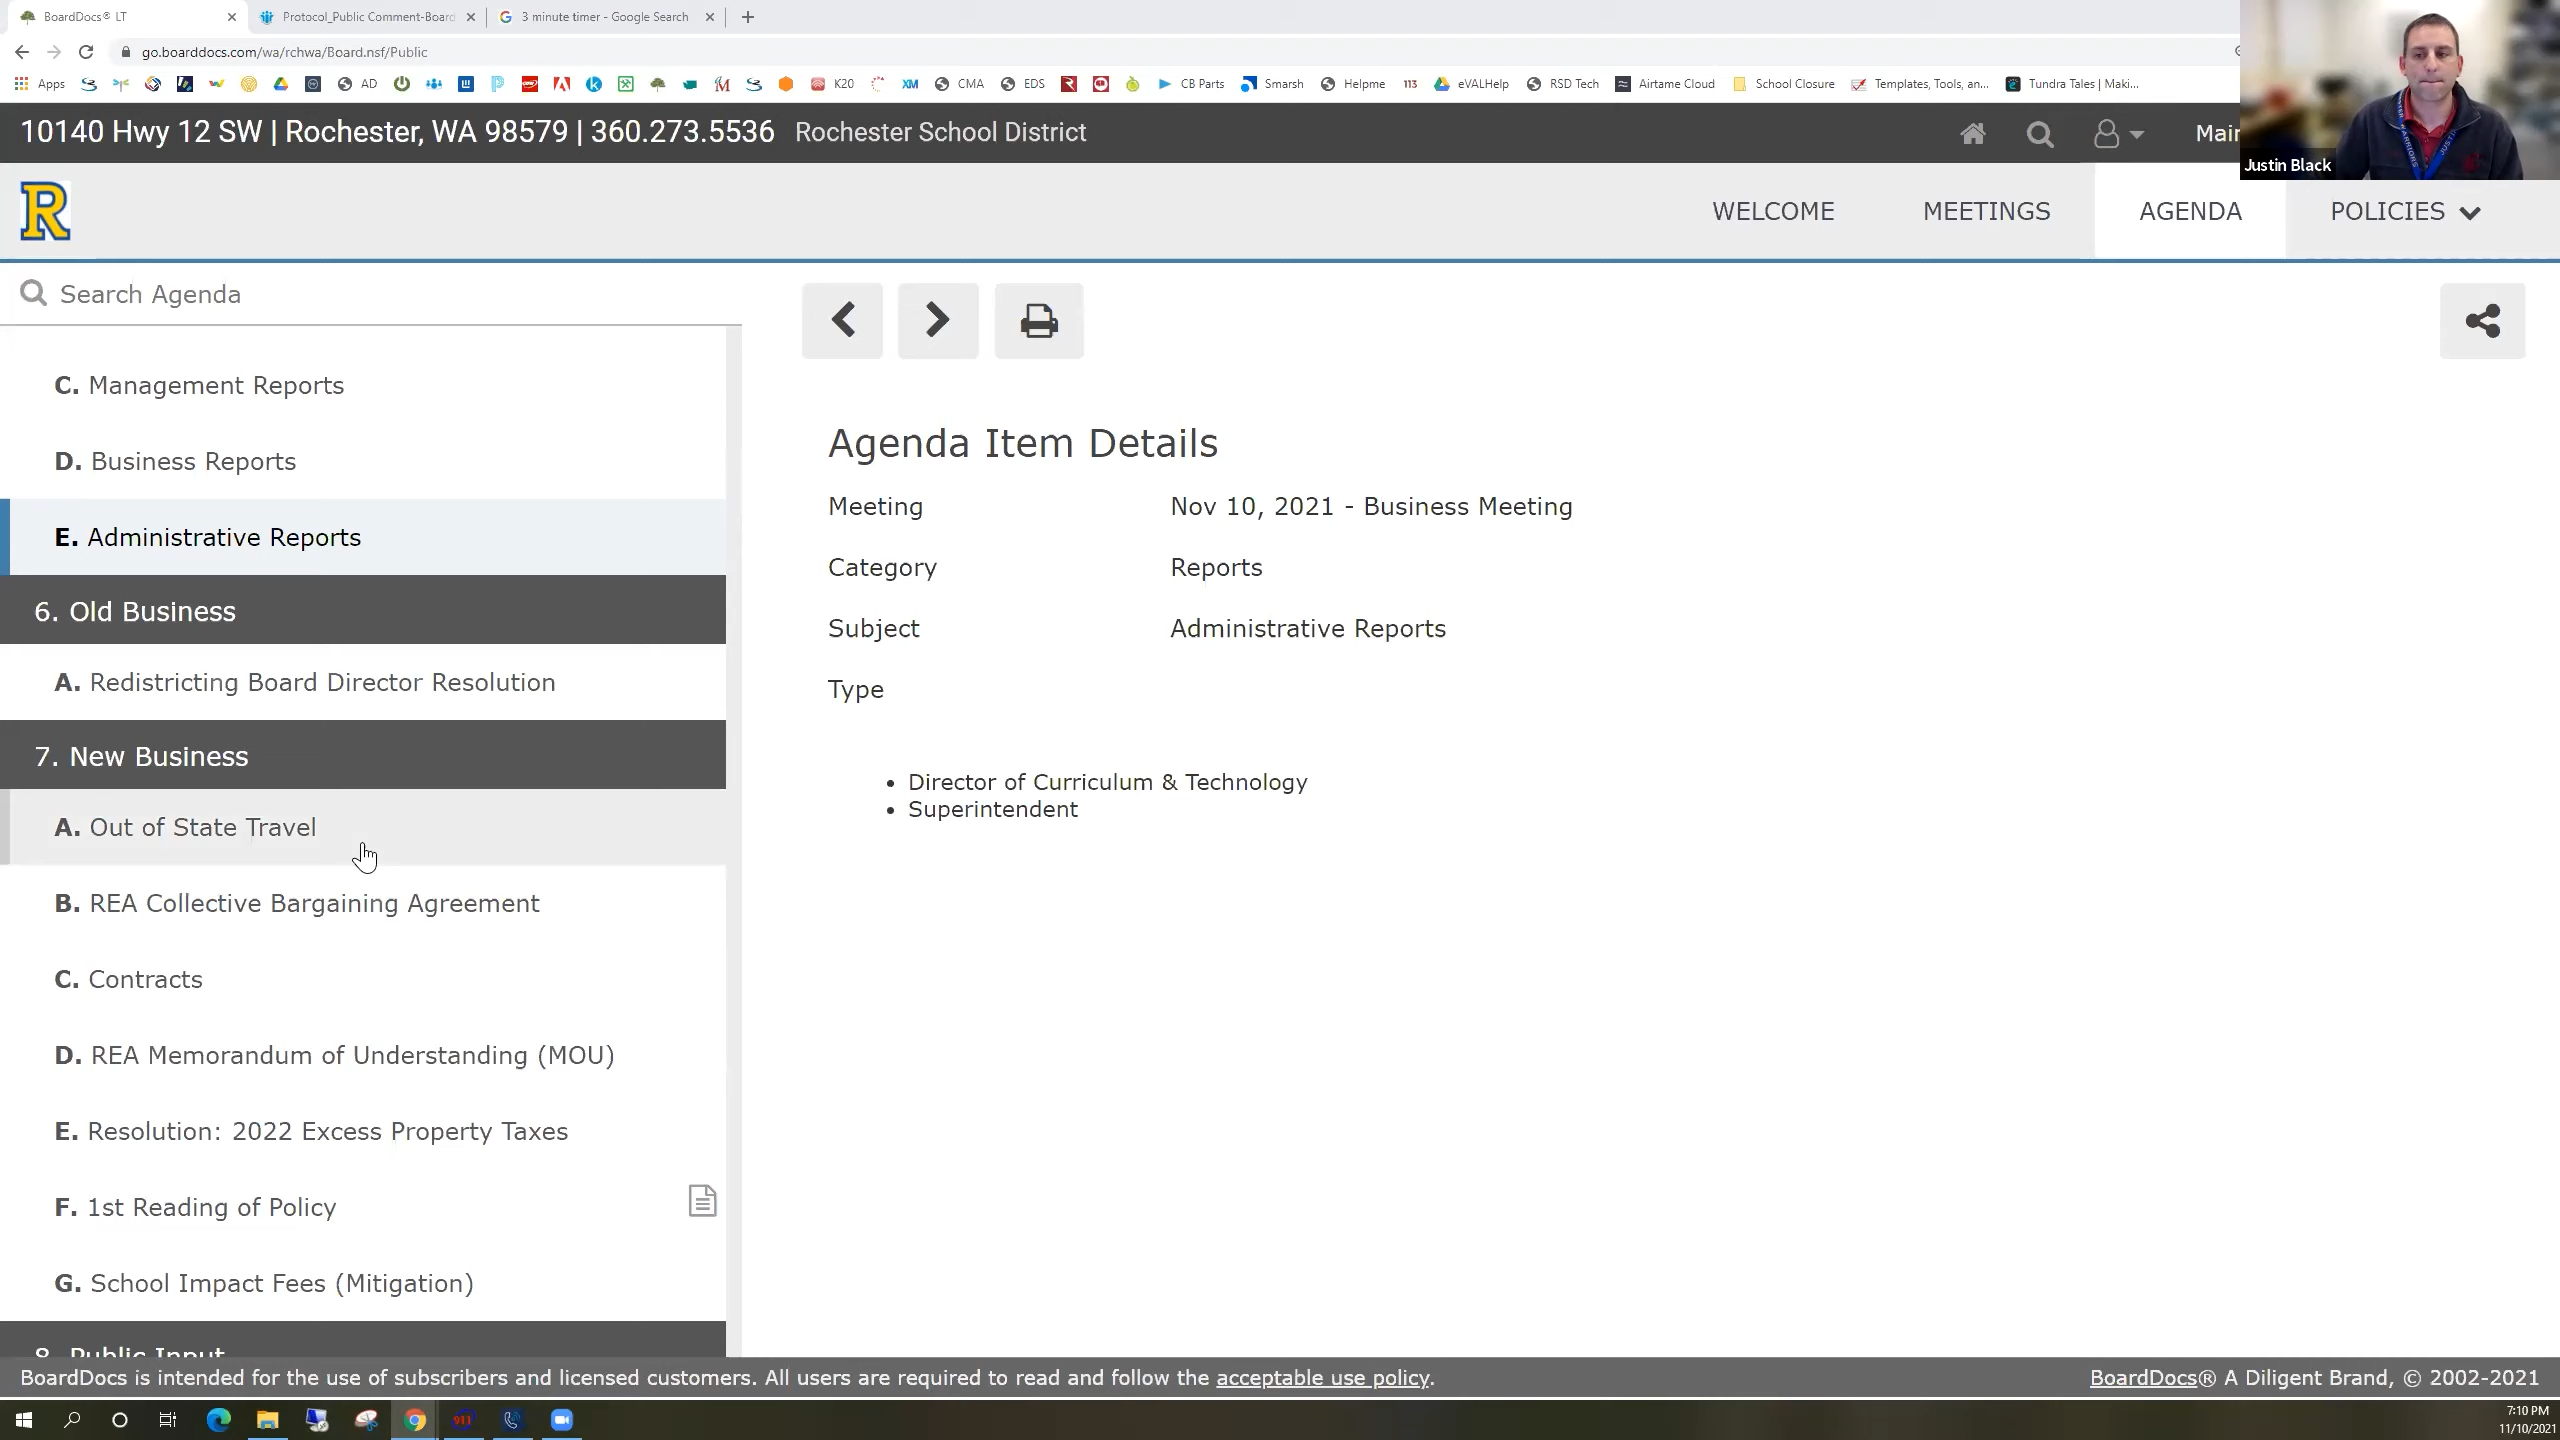 BoardDocs® LT
Protocol_Public Comment-Board
3 minute timer - Google Search
go.boarddocs.com/wa/rchwa/Board.nsf/Public
Apps AD K20 XM CMA EDS CB Parts Smarsh Helpme 113 eVALHelp RSD Tech Airtame Cloud School Closure Templates, Tools, an... Tundra Tales | Maki...
10140 Hwy 12 SW | Rochester, WA 98579 | 360.273.5536 Rochester School District
Justin Black
R
WELCOME MEETINGS AGENDA POLICIES
Search Agenda
C. Management Reports
D. Business Reports
E. Administrative Reports
6. Old Business
A. Redistricting Board Director Resolution
7. New Business
A. Out of State Travel
B. REA Collective Bargaining Agreement
C. Contracts
D. REA Memorandum of Understanding (MOU)
E. Resolution: 2022 Excess Property Taxes
F. 1st Reading of Policy
G. School Impact Fees (Mitigation)
8. Public Input
Agenda Item Details
Meeting Nov 10, 2021 - Business Meeting
Category Reports
Subject Administrative Reports
Type
• Director of Curriculum & Technology
• Superintendent
BoardDocs is intended for the use of subscribers and licensed customers. All users are required to read and follow the acceptable use policy.
BoardDocs® A Diligent Brand, © 2002-2021
911
7:10 PM
11/10/2021